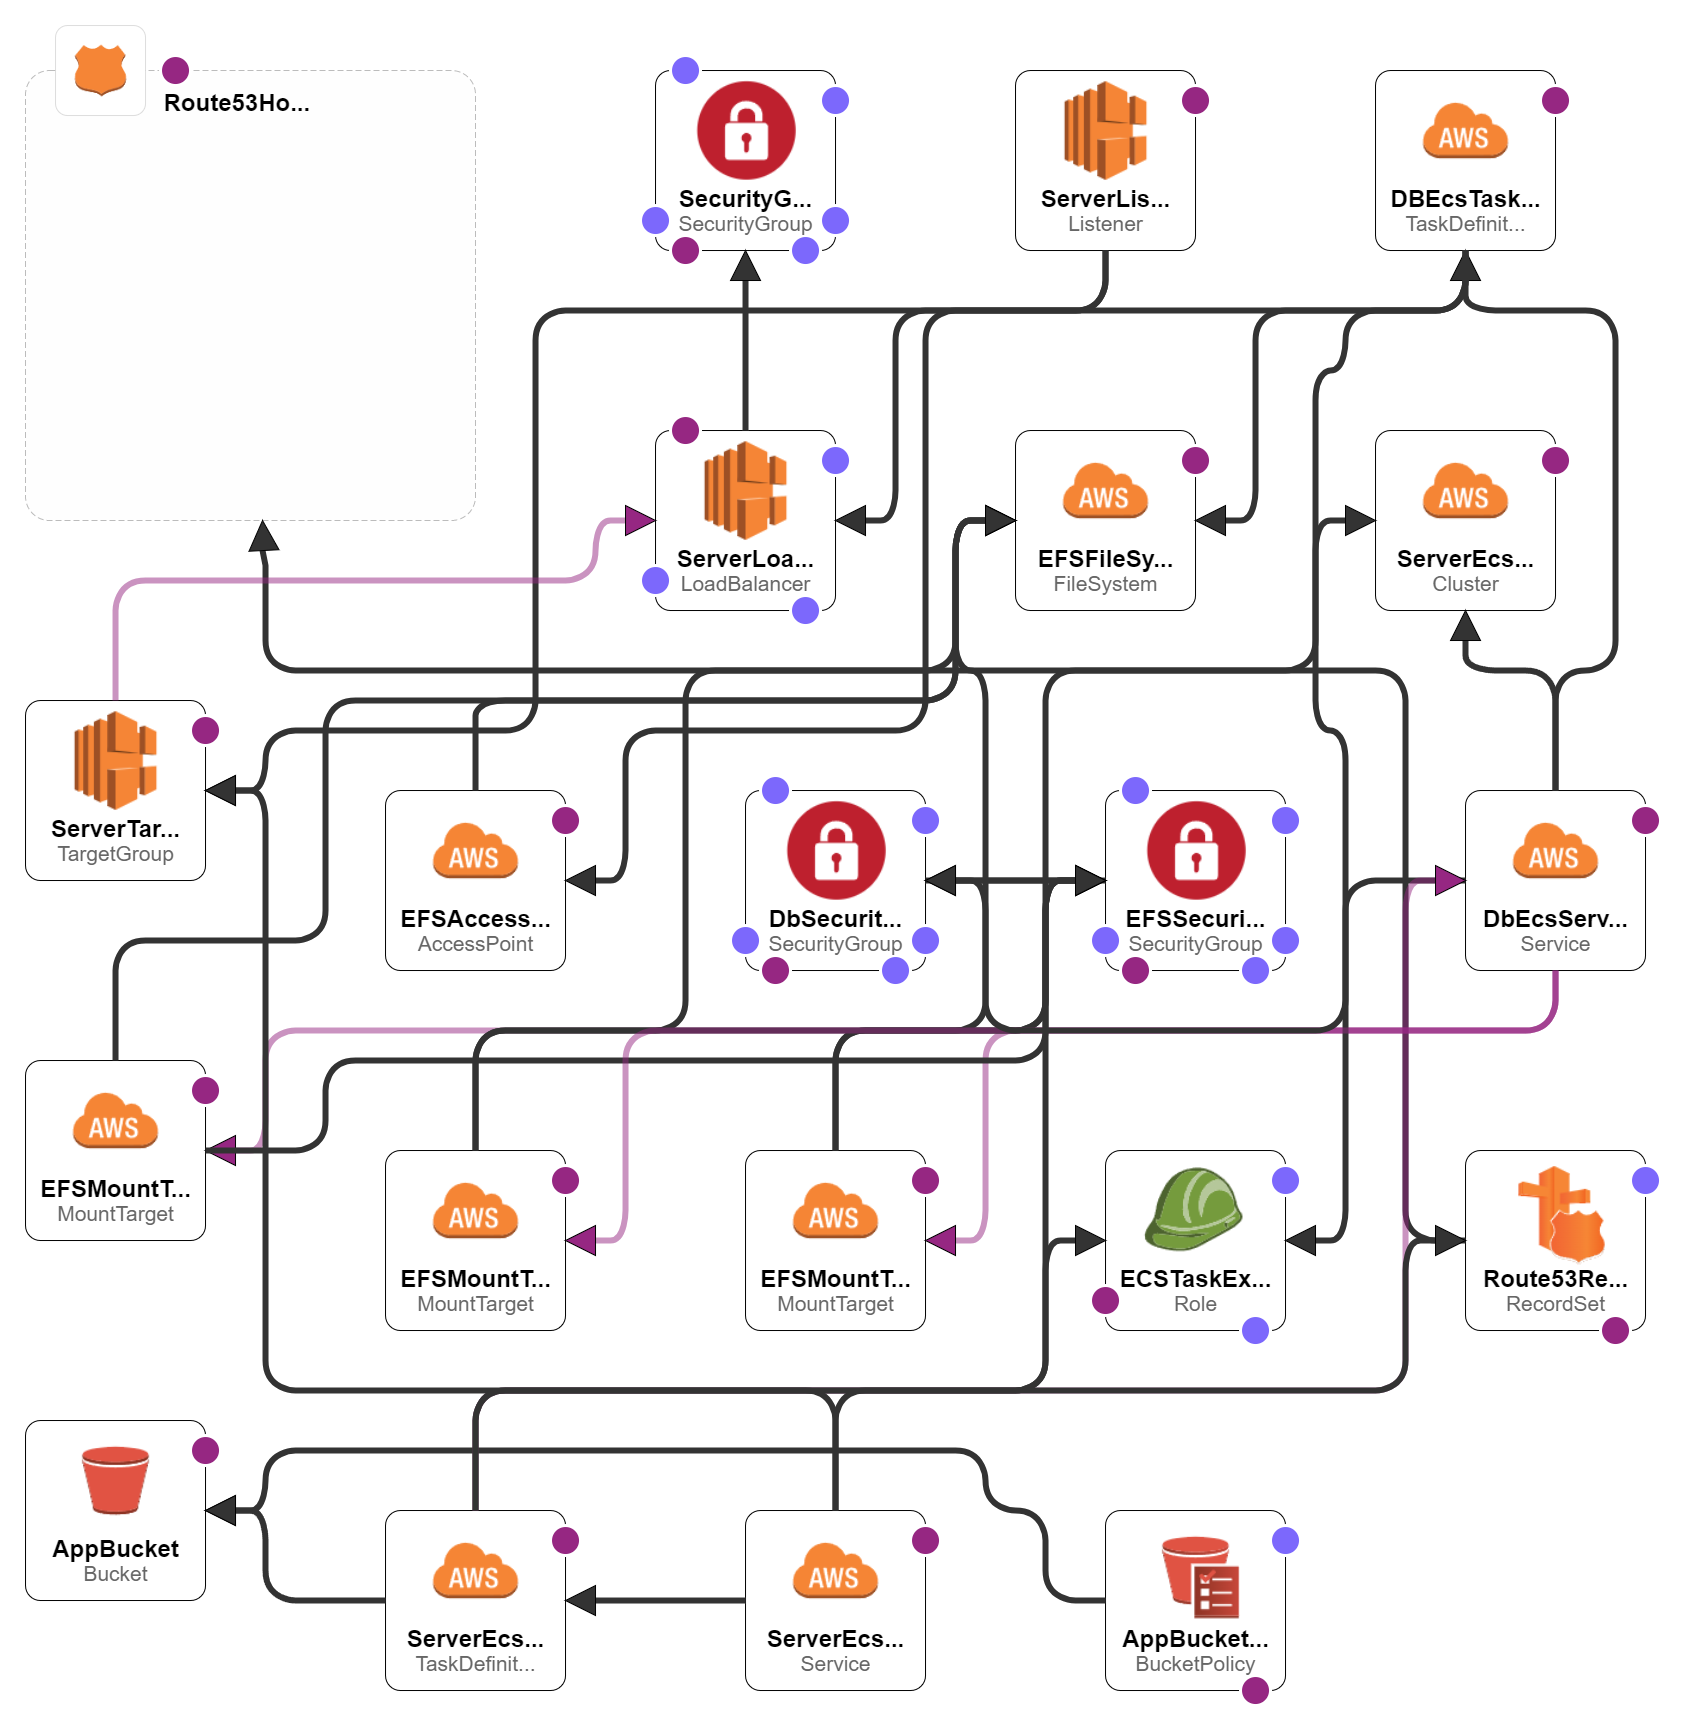 Route53Ho...
SecurityG...
SecurityGroup
ServerLis...
Listener
AWS
DBEcsTask...
TaskDefinit...
ServerLoa...
LoadBalancer
AWS
EFSFileSy...
FileSystem
AWS
ServerEcs...
Cluster
ServerTar...
TargetGroup
AWS
EFSAccess...
AccessPoint
DbSecurit...
SecurityGroup
EFSSecuri...
SecurityGroup
AWS
DbEcsServ...
Service
AWS
EFSMountT...
MountTarget
AWS
EFSMountT...
MountTarget
AWS
EFSMountT...
MountTarget
ECSTaskEx...
Role
Route53Re...
RecordSet
AppBucket
Bucket
AWS
ServerEcs...
TaskDefinit...
AWS
ServerEcs...
Service
AppBucket...
BucketPolicy